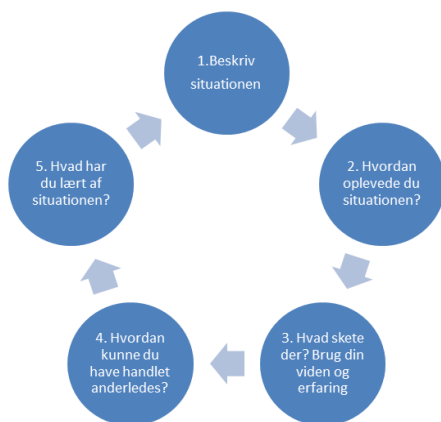 1.Beskriv
situationen
2. Hvordan
oplevede du
situationen?
3. Hvad skete
der? Brug din
viden og
erfaring
4. Hvordan
kunne du
have handlet
anderledes?
5. Hvad har
du lært af
situationen?